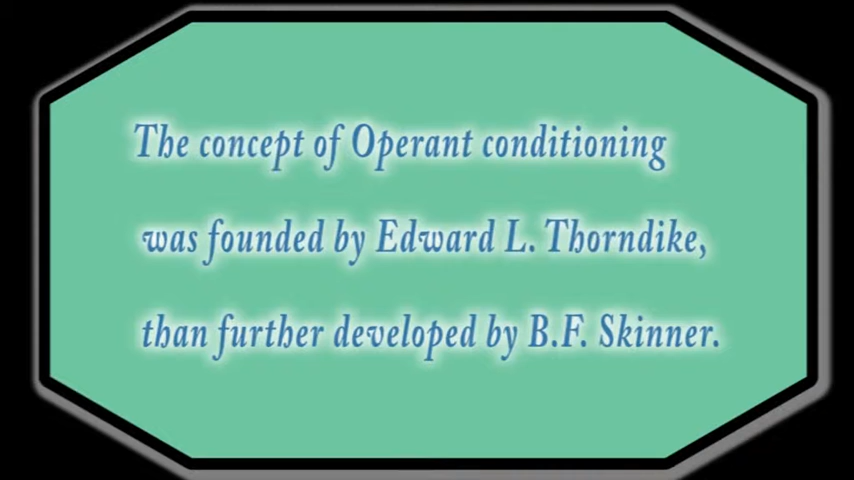 The concept of Operant conditioning
was founded by Edward L. Thorndike,
than further developed by B.F. Skinner.